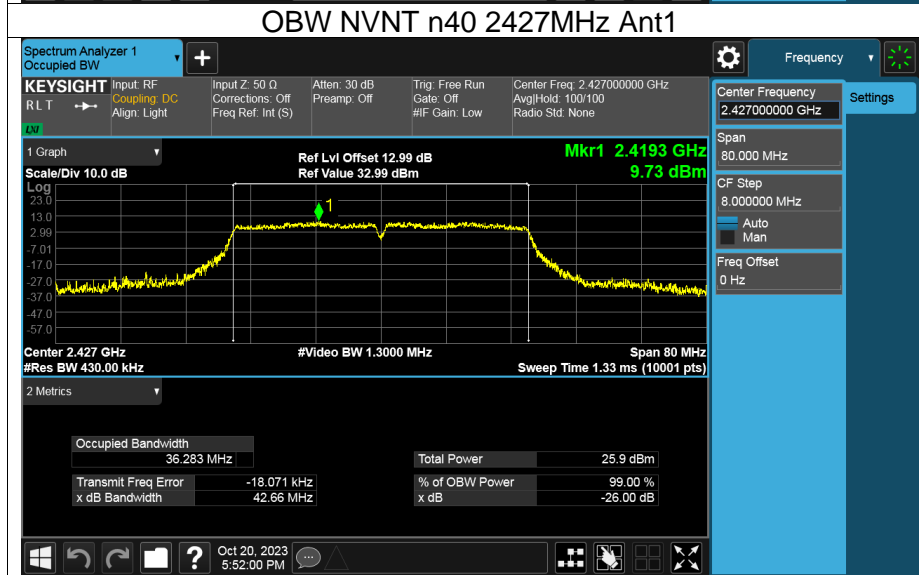 OBW NVNT n40 2427MHz Ant1
Spectrum Analyzer 1
Occupied BW
Frequency
KEYSIGHT
RLT
LXI
Input: RF
Coupling: DC
Align: Light
Input Z: 50 Ω
Corrections: Off
Freq Ref: Int (S)
Atten: 30 dB
Preamp: Off
Trig: Free Run
Gate: Off
#IF Gain: Low
Center Freq: 2.427000000 GHz
Avg|Hold: 100/100
Radio Std: None
Center Frequency
2.427000000 GHz
Settings
Span
80.000 MHz
CF Step
8.000000 MHz
Auto
Man
Freq Offset
0 Hz
1 Graph
Scale/Div 10.0 dB
Ref Lvl Offset 12.99 dB
Ref Value 32.99 dBm
Mkr1 2.4193 GHz
9.73 dBm
Log
23.0
13.0
2.99
-7.01
-17.0
-27.0
-37.0
-47.0
-57.0
1
Center 2.427 GHz
#Res BW 430.00 kHz
#Video BW 1.3000 MHz
Span 80 MHz
Sweep Time 1.33 ms (10001 pts)
2 Metrics
Occupied Bandwidth
36.283 MHz
Total Power 25.9 dBm
Transmit Freq Error -18.071 kHz
% of OBW Power 99.00 %
x dB Bandwidth 42.66 MHz
x dB -26.00 dB
?
Oct 20, 2023
5:52:00 PM